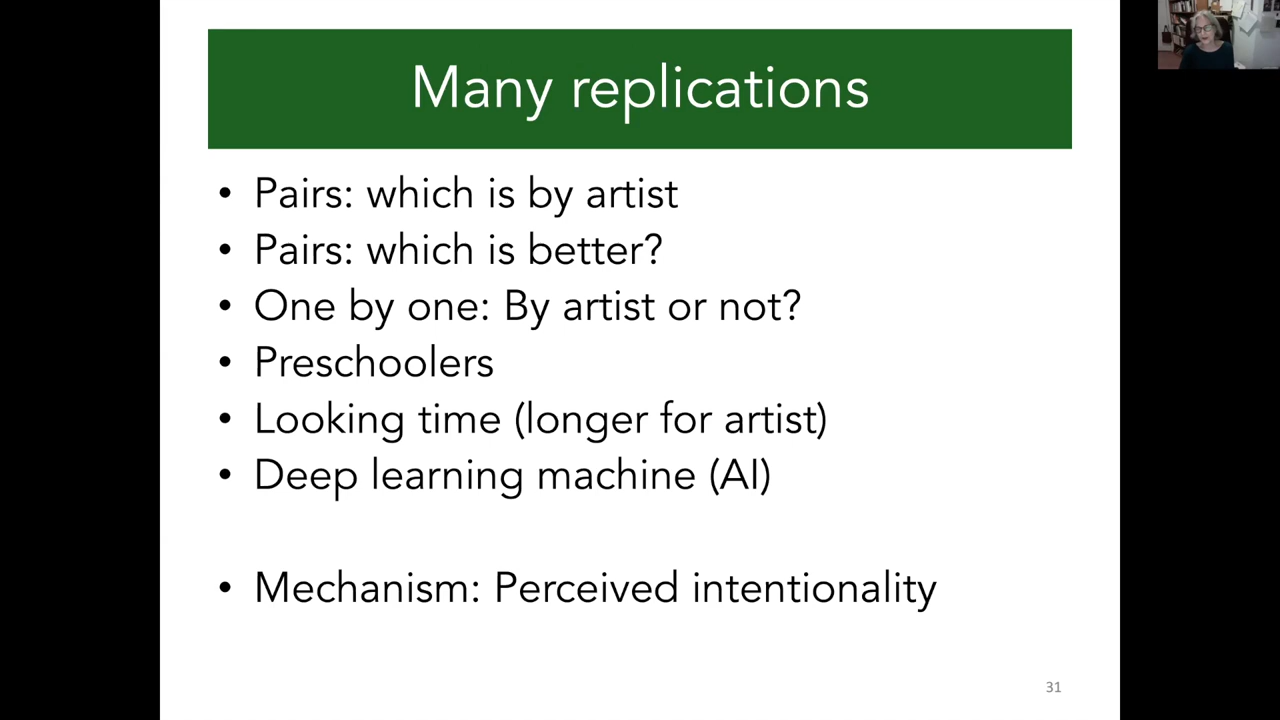 Many replications
• Pairs: which is by artist
• Pairs: which is better?
• One by one: By artist or not?
• Preschoolers
• Looking time (longer for artist)
• Deep learning machine (AI)
• Mechanism: Perceived intentionality
31